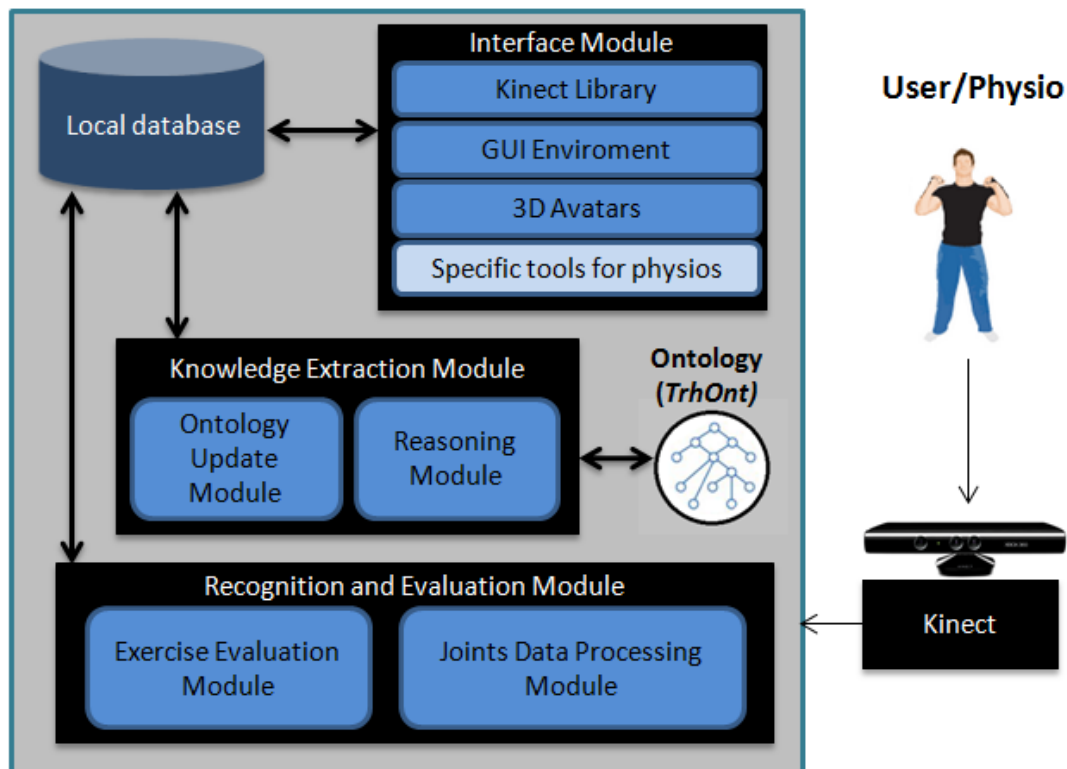 Interface Module
Kinect Library
GUI Enviroment
3D Avatars
Specific tools for physios
Local database
User/Physio
Knowledge Extraction Module
Ontology
Update
Module
Reasoning
Module
Ontology
(TrhOnt)
Recognition and Evaluation Module
Exercise Evaluation
Module
Joints Data Processing
Module
Kinect